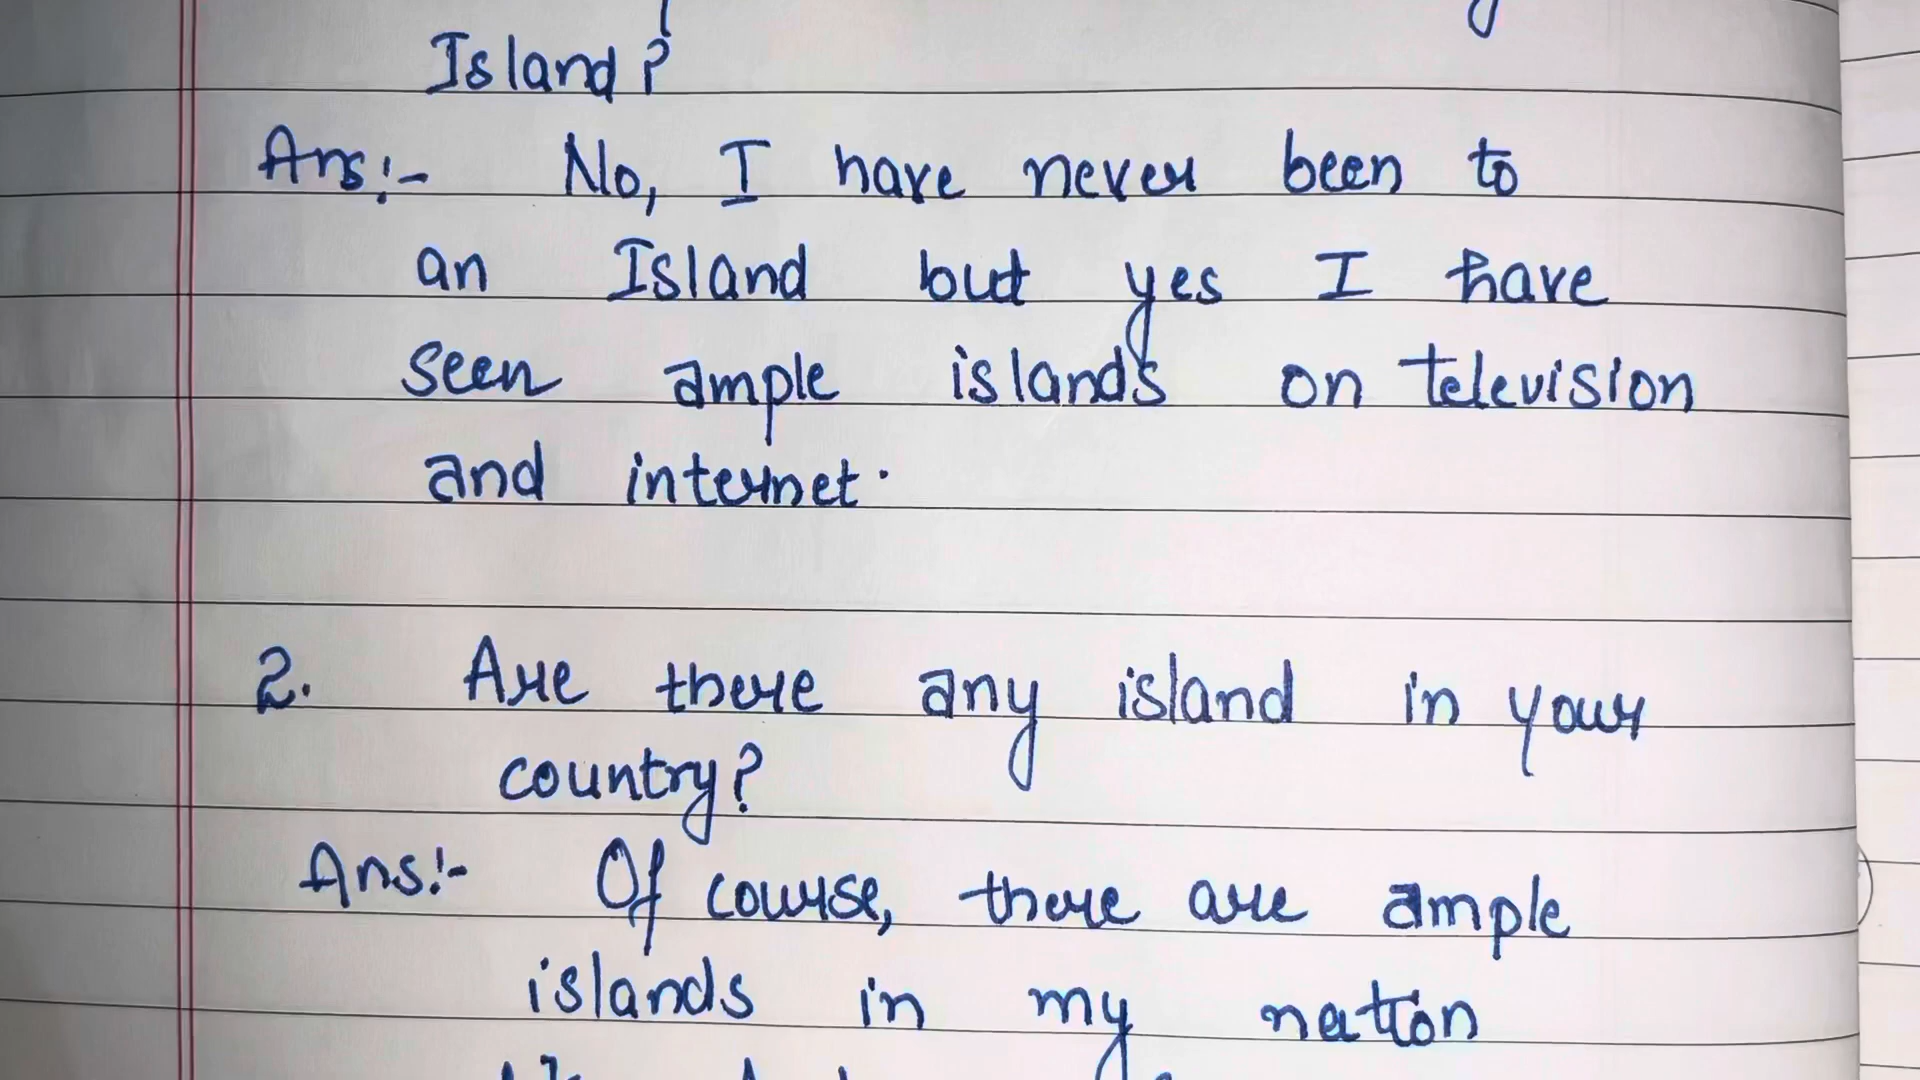 Island?
Ans:- No, I have never been to
an Island but yes I have
seen ample islands on television
and internet.
2. Are there any island in your
country?
Ans:- Of course, there are ample
islands in my nation